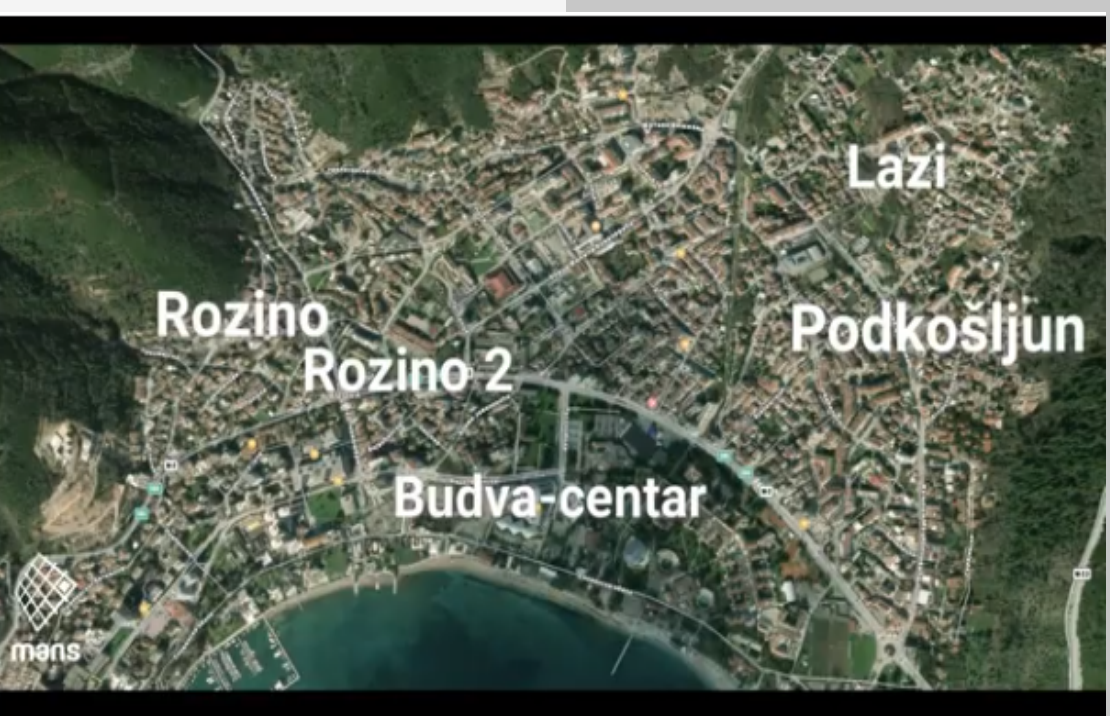 Lazi
Rozino
Podkošljun
Rozino 2
Budva-centar
mans